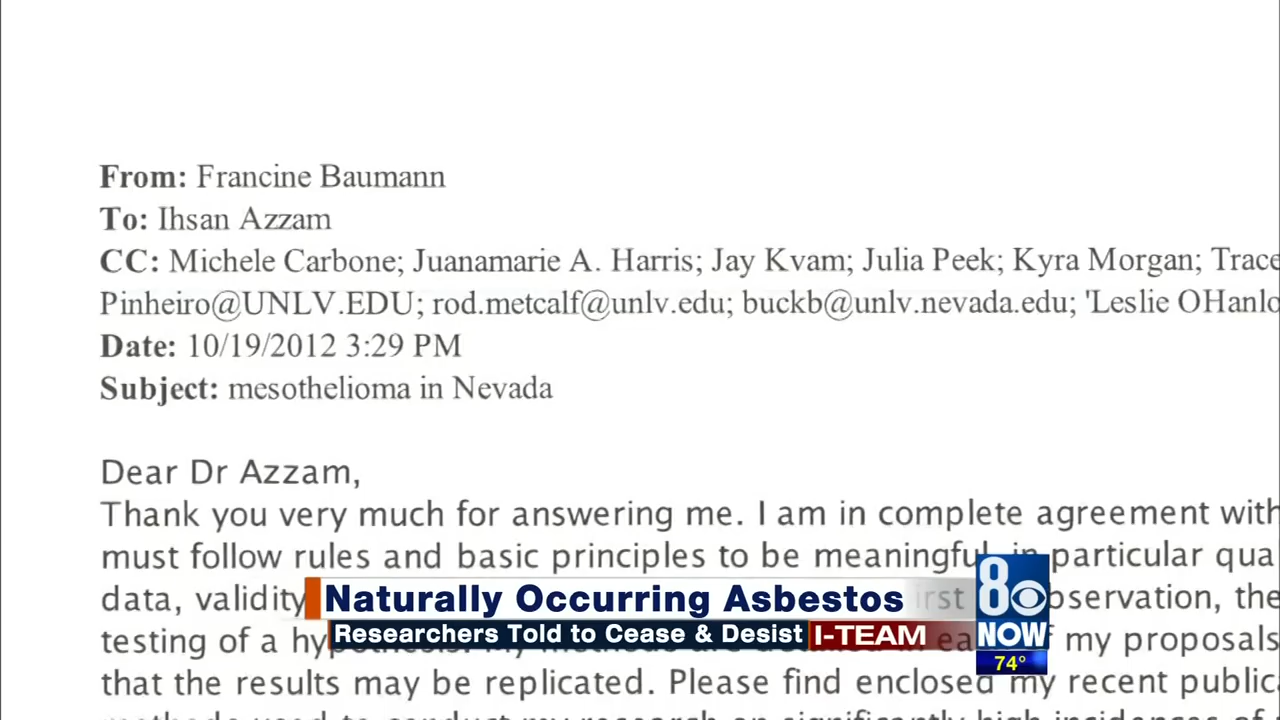 From: Francine Baumann
To: Ihsan Azzam
CC: Michele Carbone; Juanamarie A. Harris; Jay Kvam; Julia Peek; Kyra Morgan; Trace
Pinheiro@UNLV.EDU; rod.metcalf@unlv.edu; buckb@unlv.nevada.edu; 'Leslie OHanlo
Date: 10/19/2012 3:29 PM
Subject: mesothelioma in Nevada
Dear Dr Azzam,
Thank you very much for answering me. I am in complete agreement with
must follow rules and basic principles to be meaningful, in particular qua
data, validity bservation, the
testing of a my proposals
that the results may be replicated. Please find enclosed my recent public
Naturally Occurring Asbestos
Researchers Told to Cease & Desist I-TEAM
8
NOW
74°